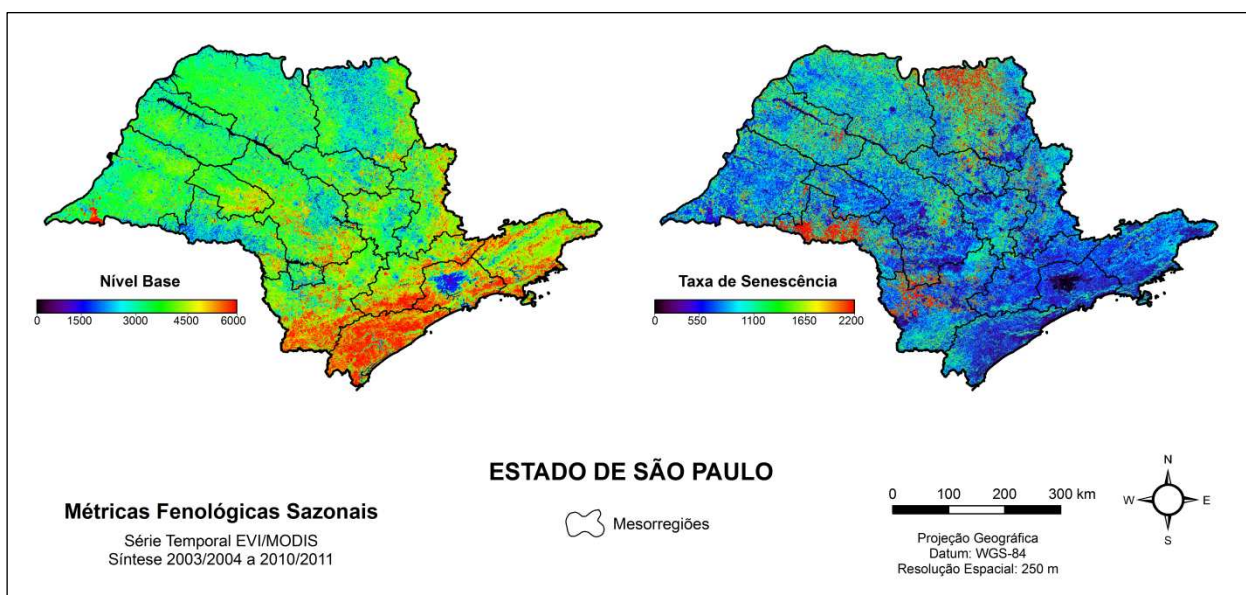 Nível Base
0 1500 3000 4500 6000
Taxa de Senescência
0 550 1100 1650 2200
ESTADO DE SÃO PAULO
Mesorregiões
Métricas Fenológicas Sazonais
Série Temporal EVI/MODIS
Síntese 2003/2004 a 2010/2011
0 100 200 300 km
Projeção Geográfica
Datum: WGS-84
Resolução Espacial: 250 m
N
W E
S